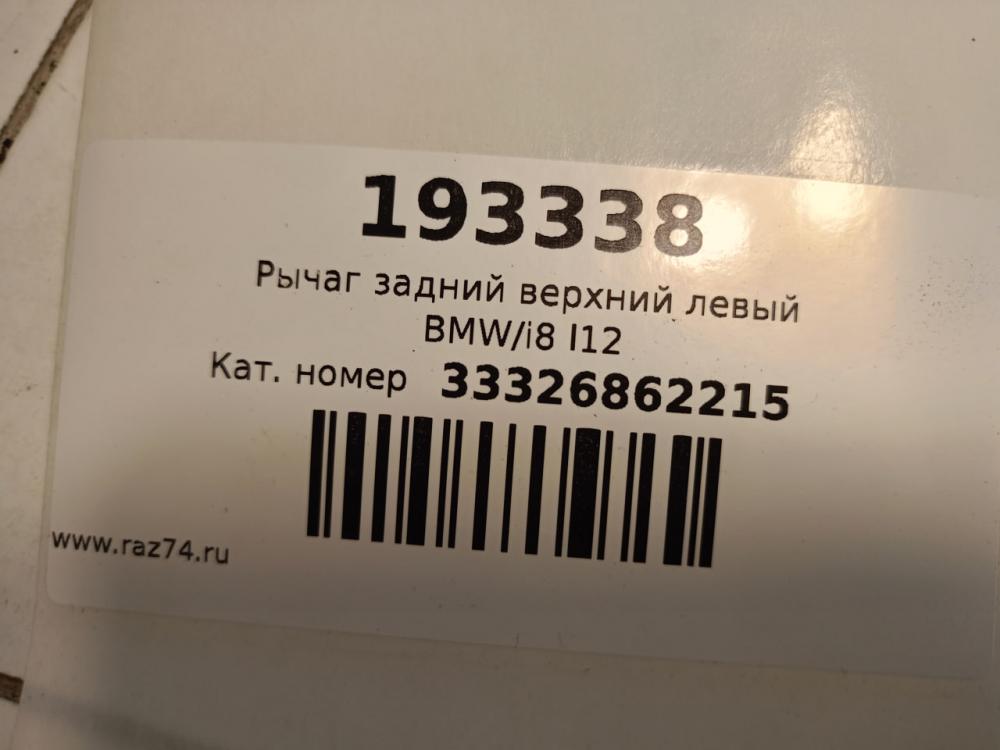 193338
Рычаг задний верхний левый
BMW/i8 I12
Кат. номер 33326862215
www.raz74.ru